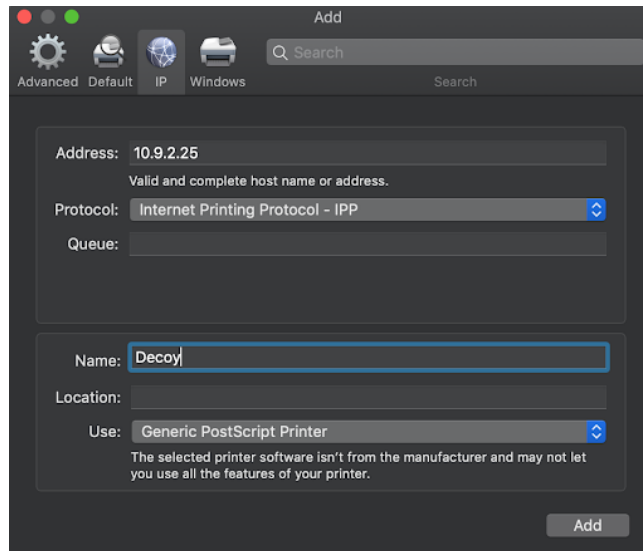 Add
Search
Advanced Default IP Windows Search
Address: 10.9.2.25
Valid and complete host name or address.
Protocol: Internet Printing Protocol - IPP
Queue:
Name: Decoy
Location:
Use: Generic PostScript Printer
The selected printer software isn't from the manufacturer and may not let
you use all the features of your printer.
Add